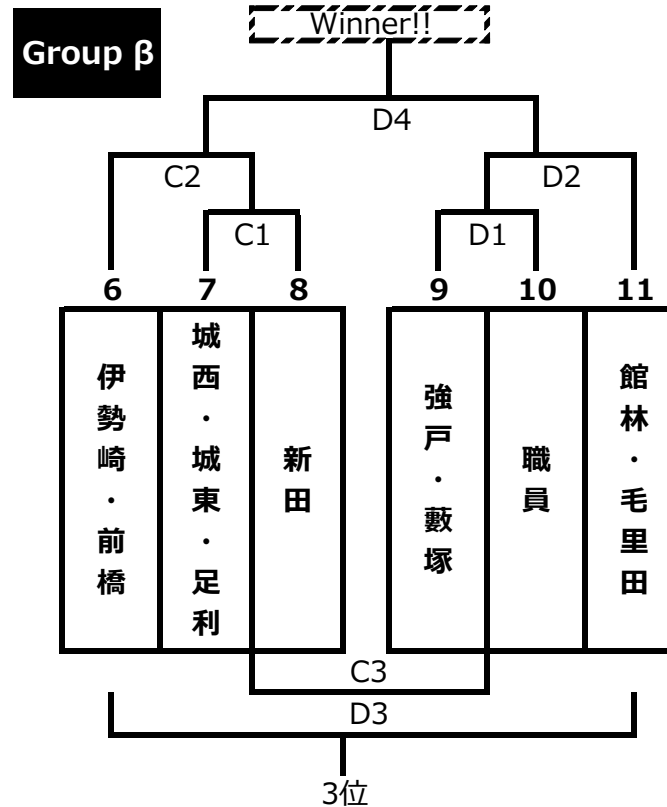 Group β
Winner!!
D4
C2
D2
C1
D1
6
7
8
9
10
11
伊勢崎・前橋
城西・城東・足利
新田
強戸・藪塚
職員
館林・毛里田
C3
D3
3位